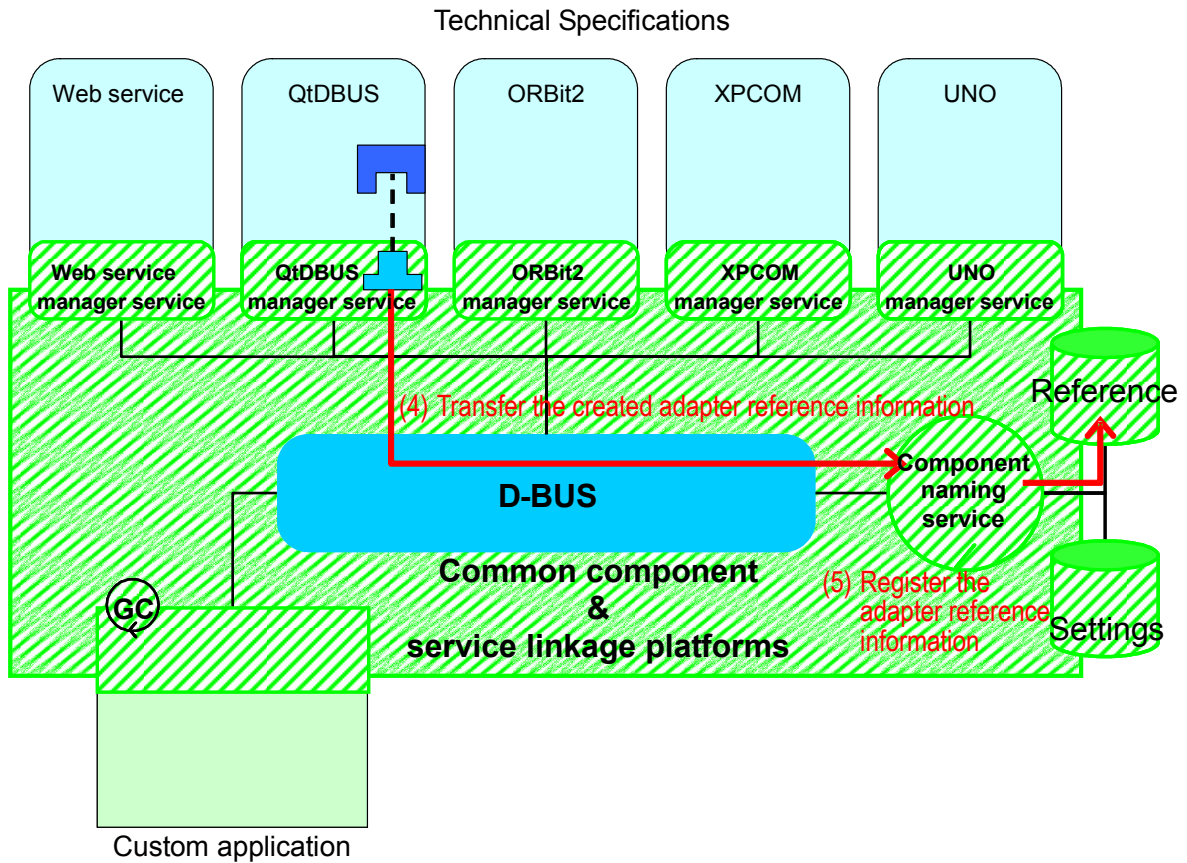 Technical Specifications
Web service
QtDBUS
ORBit2
XPCOM
UNO
Web service
manager service
QtDBUS
manager service
ORBit2
manager service
XPCOM
manager service
UNO
manager service
Reference
(4) Transfer the created adapter reference information
Component
naming
service
D-BUS
Common component
&
service linkage platforms
(5) Register the
adapter reference
information
Settings
GC
Custom application